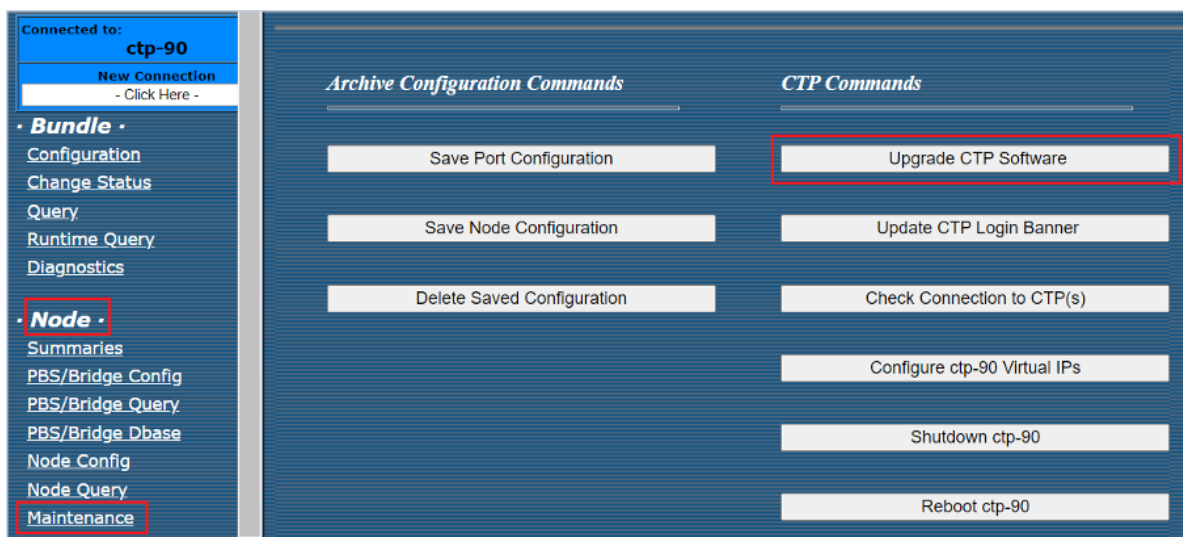 Connected to:
ctp-90
New Connection
- Click Here -
· Bundle ·
Configuration
Change Status
Query
Runtime Query
Diagnostics
· Node ·
Summaries
PBS/Bridge Config
PBS/Bridge Query
PBS/Bridge Dbase
Node Config
Node Query
Maintenance
Archive Configuration Commands
Save Port Configuration
Save Node Configuration
Delete Saved Configuration
CTP Commands
Upgrade CTP Software
Update CTP Login Banner
Check Connection to CTP(s)
Configure ctp-90 Virtual IPs
Shutdown ctp-90
Reboot ctp-90